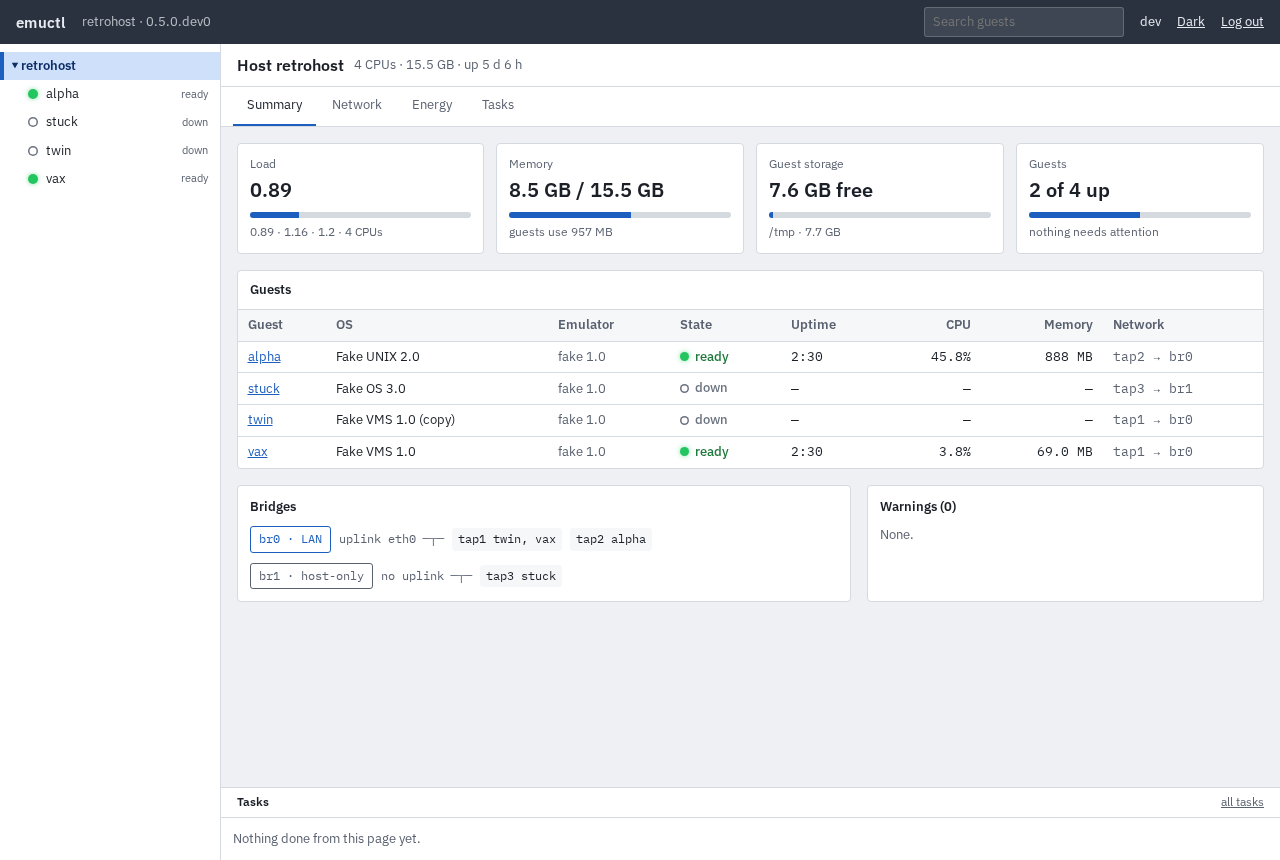 emuctl retrohost · 0.5.0.dev0 Search guests dev Dark Log out
▾ retrohost
alpha ready
stuck down
twin down
vax ready
Host retrohost 4 CPUs · 15.5 GB · up 5 d 6 h
Summary Network Energy Tasks
Load Memory Guest storage Guests
0.89 8.5 GB / 15.5 GB 7.6 GB free 2 of 4 up
0.89 · 1.16 · 1.2 · 4 CPUs guests use 957 MB /tmp · 7.7 GB nothing needs attention
Guests
Guest OS Emulator State Uptime CPU Memory Network
alpha Fake UNIX 2.0 fake 1.0 ready 2:30 45.8% 888 MB tap2 → br0
stuck Fake OS 3.0 fake 1.0 down — — — tap3 → br1
twin Fake VMS 1.0 (copy) fake 1.0 down — — — tap1 → br0
vax Fake VMS 1.0 fake 1.0 ready 2:30 3.8% 69.0 MB tap1 → br0
Bridges
br0 · LAN uplink eth0 ─┬─ tap1 twin, vax tap2 alpha
br1 · host-only no uplink ─┬─ tap3 stuck
Warnings (0)
None.
Tasks all tasks
Nothing done from this page yet.